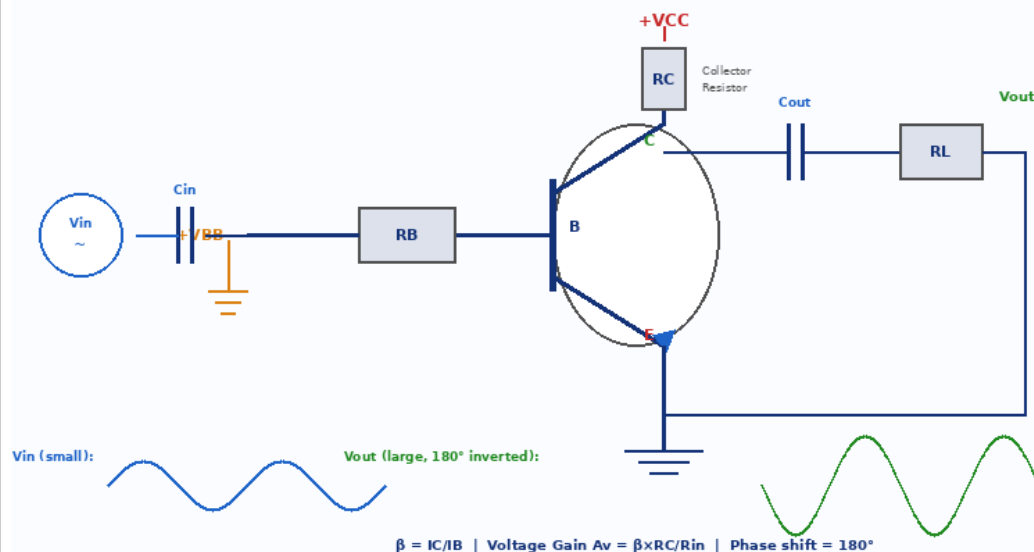 +VCC
RC
Collector
Resistor
Cout
Vout
C
RL
Cin
Vin
~
+VBB
RB
B
E
Vin (small):
Vout (large, 180° inverted):
β = IC/IB | Voltage Gain Av = β×RC/Rin | Phase shift = 180°